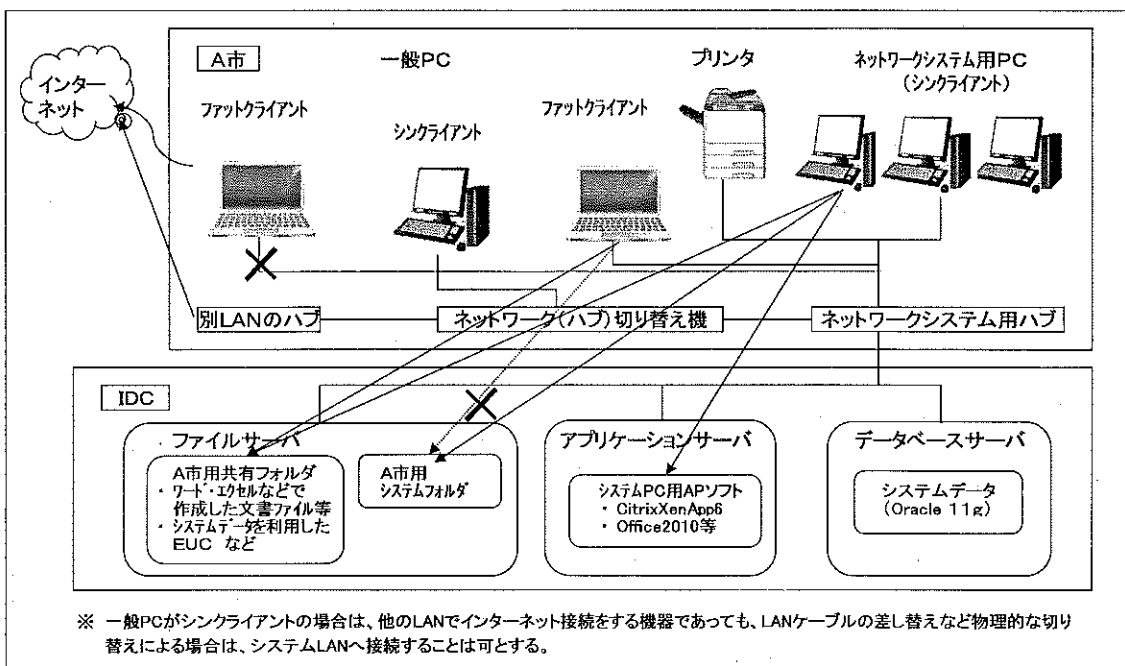 A市
一般PC
プリンタ
ネットワークシステム用PC
(シンクライアント)
インター
ネット
ファットクライアント
シンクライアント
ファットクライアント
別LANのハブ
ネットワーク(ハブ)切り替え機
ネットワークシステム用ハブ
IDC
ファイルサーバ
A市用共有フォルダ
・ワード・エクセルなどで
作成した文書ファイル等
・システムデータを利用した
EUC など
A市用
システムフォルダ
アプリケーションサーバ
システムPC用APソフト
・CitrixXenApp6
・Office2010等
データベースサーバ
システムデータ
(Oracle 11g)
※ 一般PCがシンクライアントの場合は、他のLANでインターネット接続をする機器であっても、LANケーブルの差し替えなど物理的な切り
替えによる場合は、システムLANへ接続することは可とする。